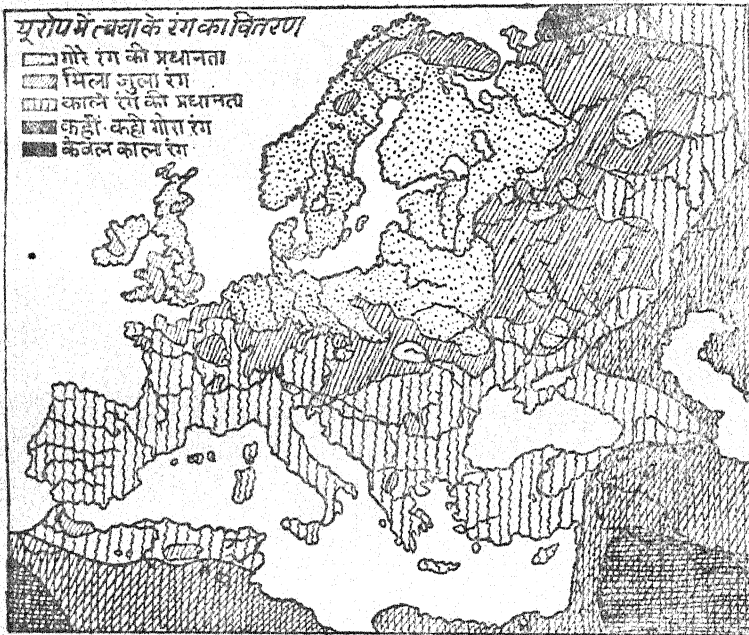 यूरोप में त्वचा के रंग का वितरण
गोरे रंग की प्रधानता
मिला जुला रंग
काले रंग की प्रधानता
कहीं-कहीं गोरा रंग
केवल काला रंग